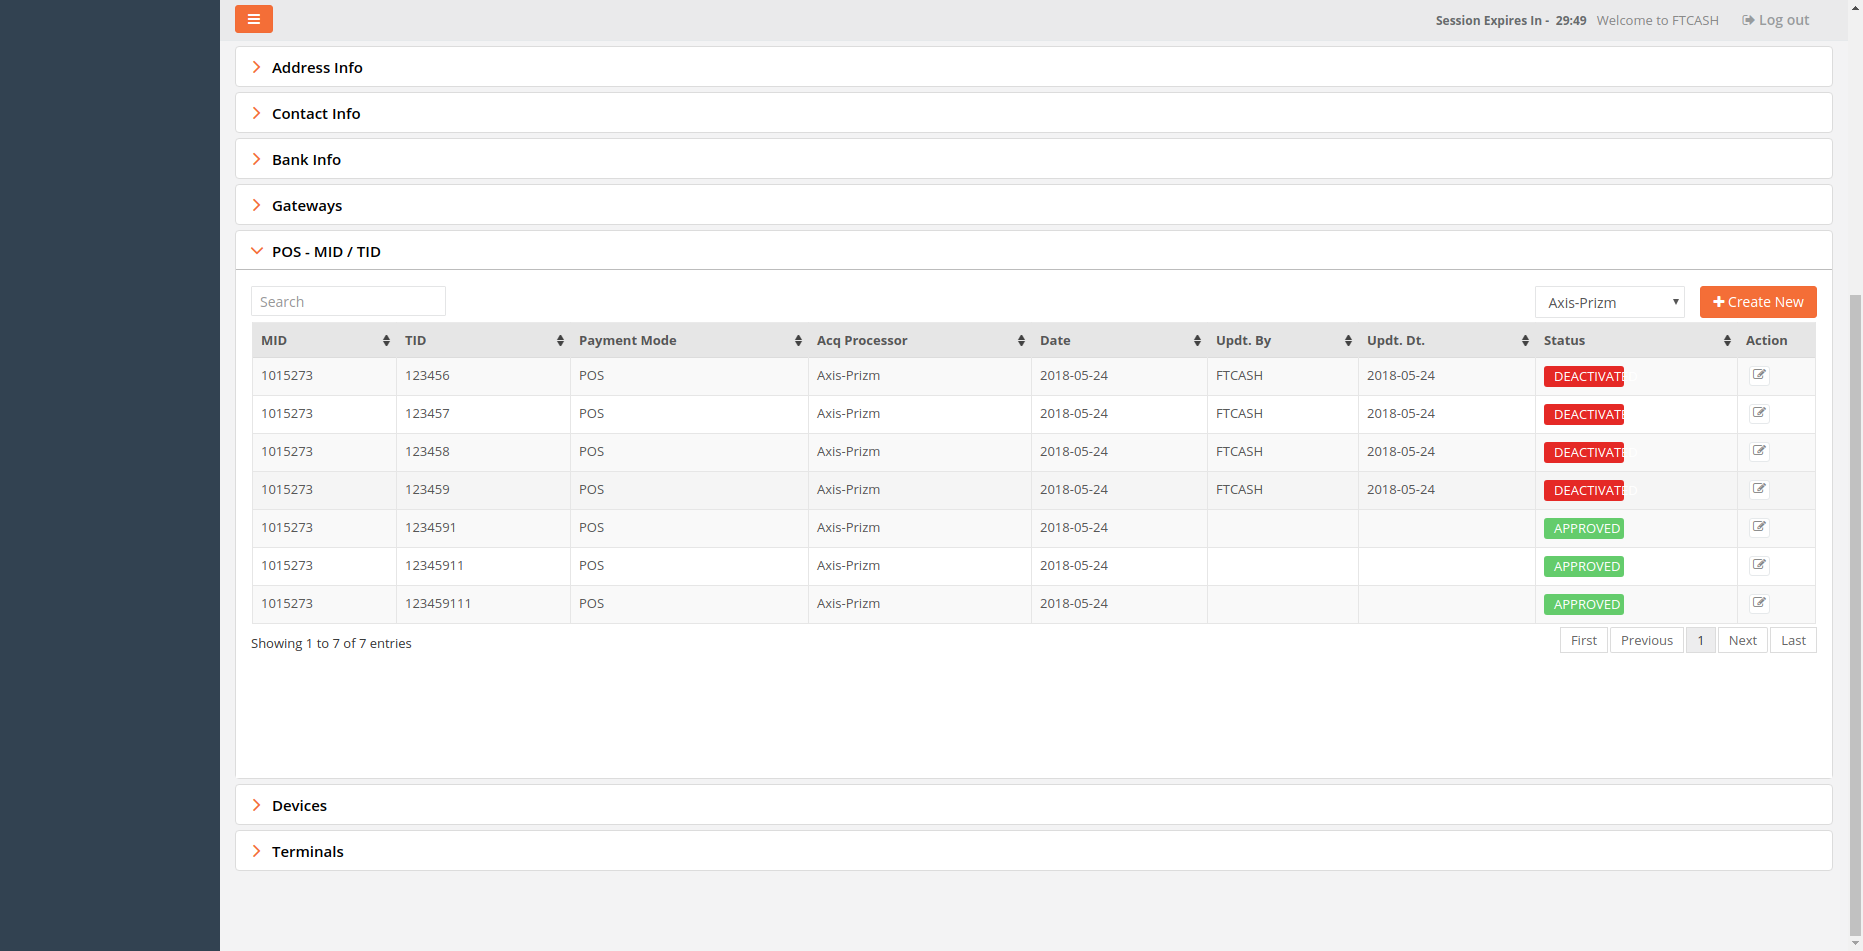 Session Expires In - 29:49 Welcome to FTCASH Log out
Address Info
Contact Info
Bank Info
Gateways
POS - MID / TID
Search Axis-Prizm Create New
MID TID Payment Mode Acq Processor Date Updt. By Updt. Dt. Status Action
1015273 123456 POS Axis-Prizm 2018-05-24 FTCASH 2018-05-24 DEACTIVATED
1015273 123457 POS Axis-Prizm 2018-05-24 FTCASH 2018-05-24 DEACTIVATED
1015273 123458 POS Axis-Prizm 2018-05-24 FTCASH 2018-05-24 DEACTIVATED
1015273 123459 POS Axis-Prizm 2018-05-24 FTCASH 2018-05-24 DEACTIVATED
1015273 1234591 POS Axis-Prizm 2018-05-24 APPROVED
1015273 12345911 POS Axis-Prizm 2018-05-24 APPROVED
1015273 123459111 POS Axis-Prizm 2018-05-24 APPROVED
Showing 1 to 7 of 7 entries First Previous 1 Next Last
Devices
Terminals